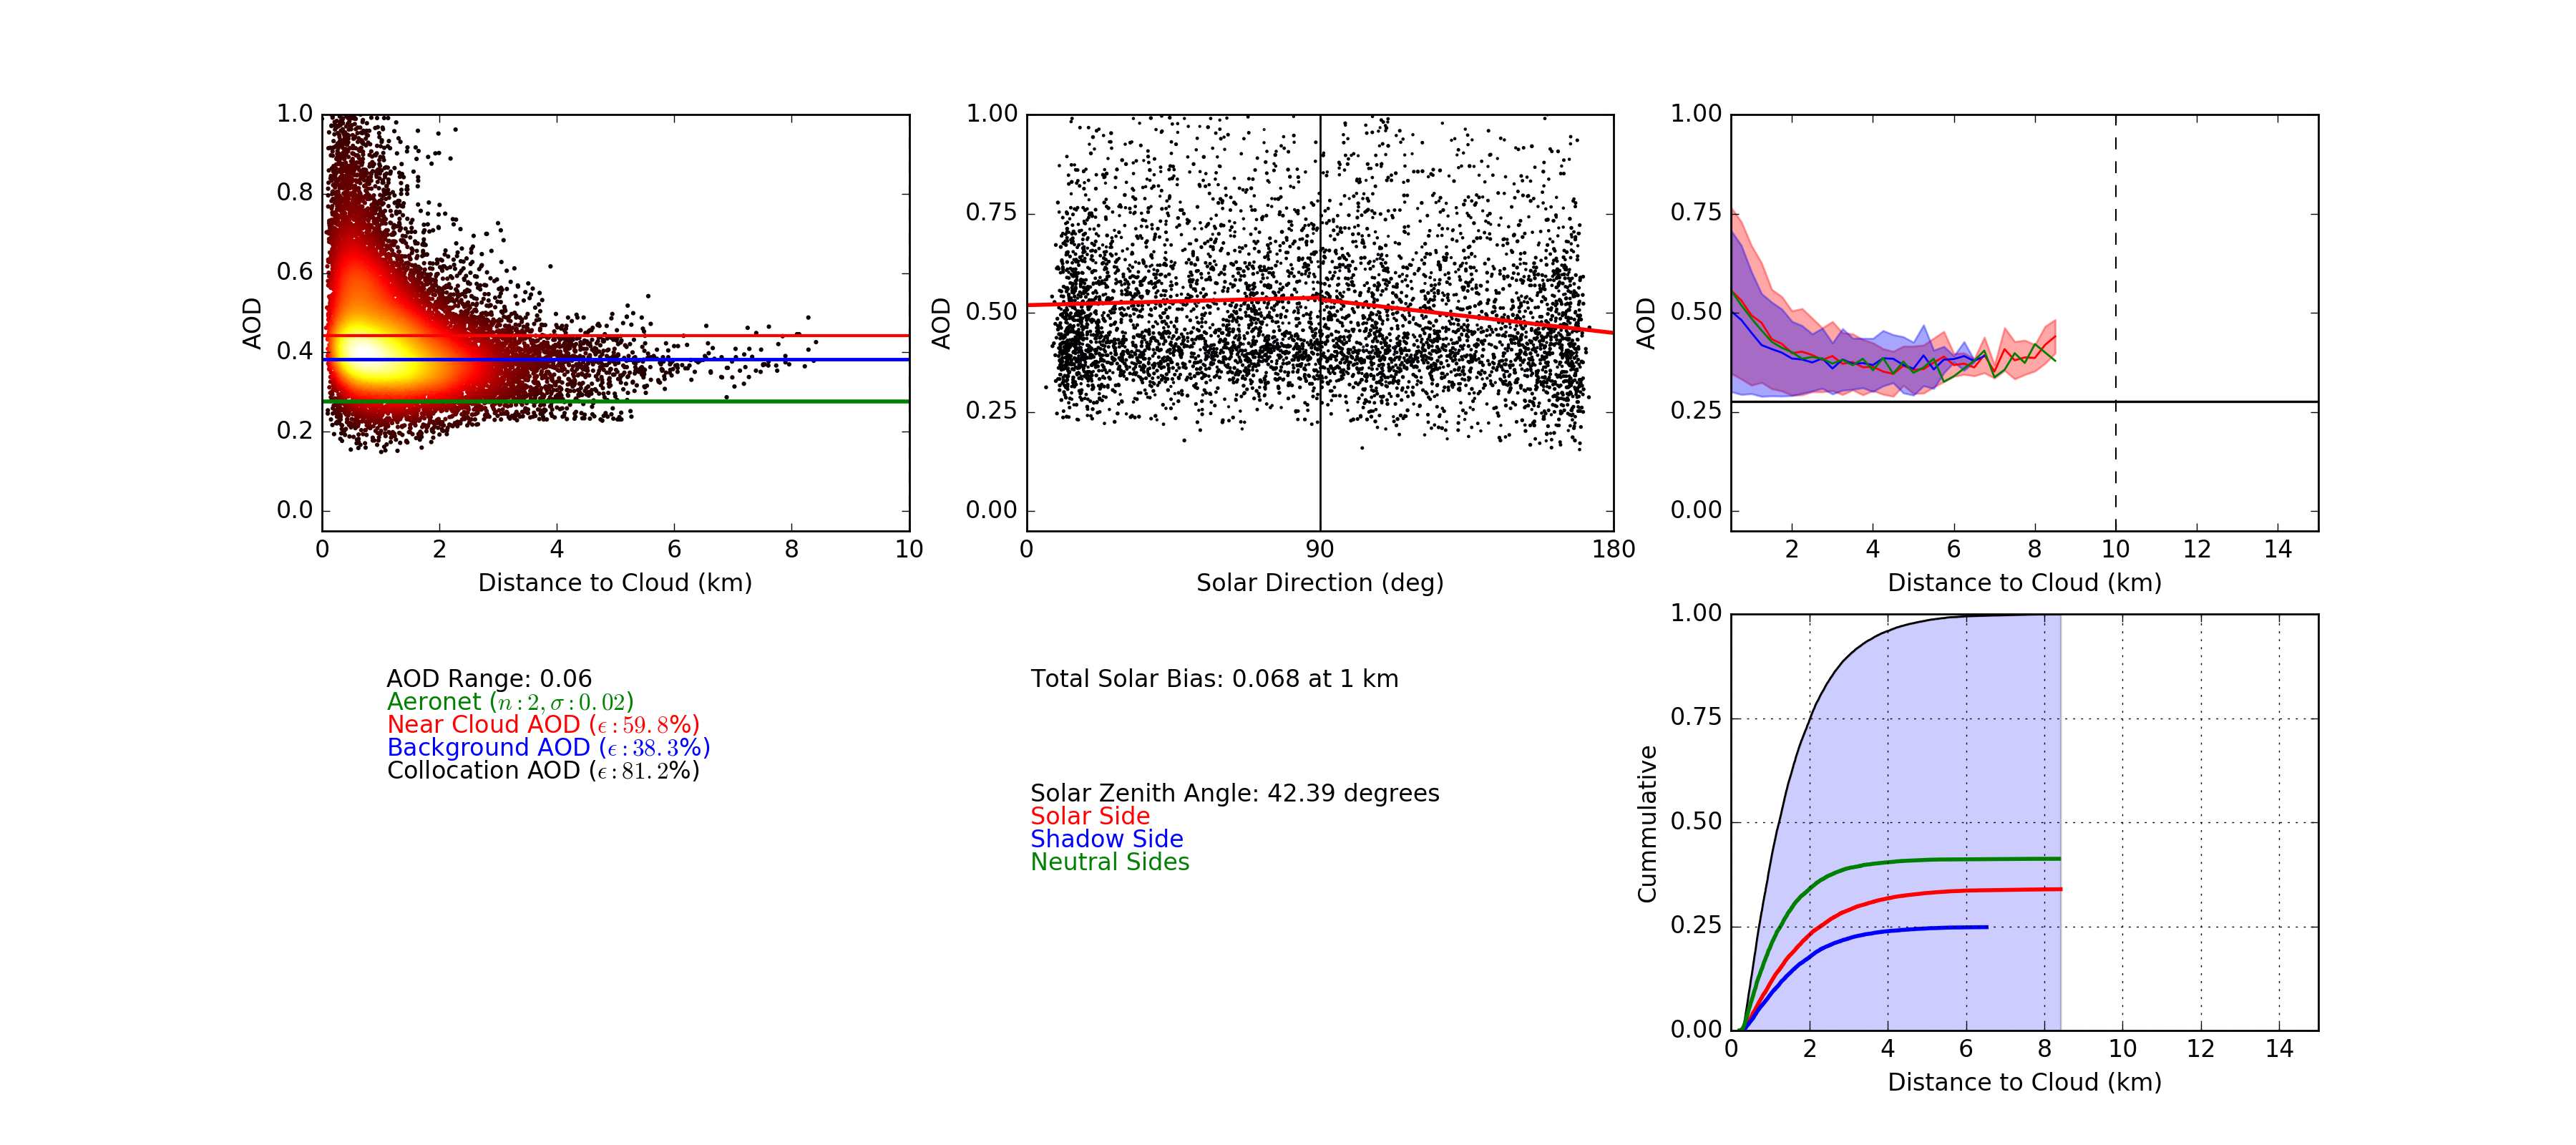 1.0
0.8
0.6
0.4
0.2
0.0
AOD
0 2 4 6 8 10
Distance to Cloud (km)
1.00
0.75
0.50
0.25
0.00
AOD
0 90 180
Solar Direction (deg)
1.00
0.75
0.50
0.25
0.00
AOD
2 4 6 8 10 12 14
Distance to Cloud (km)
AOD Range: 0.06
Aeronet (n : 2, σ : 0.02)
Near Cloud AOD (ϵ : 59.8%)
Background AOD (ϵ : 38.3%)
Collocation AOD (ϵ : 81.2%)
Total Solar Bias: 0.068 at 1 km
Solar Zenith Angle: 42.39 degrees
Solar Side
Shadow Side
Neutral Sides
1.00
0.75
0.50
0.25
0.00
Cummulative
0 2 4 6 8 10 12 14
Distance to Cloud (km)